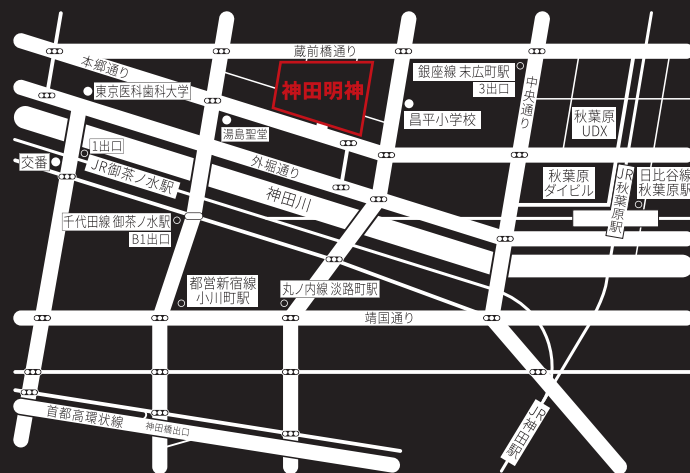 蔵前橋通り
本郷通り
銀座線 末広町駅
3出口
中央通り
東京医科歯科大学
神田明神
昌平小学校
秋葉原
UDX
湯島聖堂
1出口
交番
JR御茶ノ水駅
外堀通り
神田川
秋葉原
ダイビル
JR秋葉原駅
日比谷線
秋葉原駅
千代田線 御茶ノ水駅
B1出口
都営新宿線
小川町駅
丸ノ内線 淡路町駅
靖国通り
首都高環状線
神田橋出口
JR神田駅